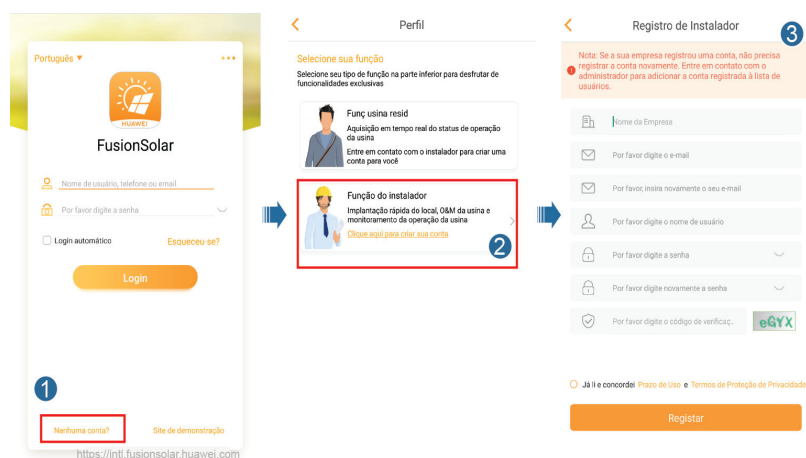 Português ▼
HUAWEI
FusionSolar
Nome de usuário, telefone ou email
Por favor digite a senha
Login automático
Esqueceu-se?
Login
1
Nenhuma conta?
Site de demonstração
https://intl.fusionsolar.huawei.com
Perfil
Selecione sua função
Selecione seu tipo de função na parte inferior para desfrutar de
funcionalidades exclusivas
Funç usina resid
Aquisição em tempo real do status de operação
da usina
Entre em contato com o instalador para criar uma
conta para você
Função do instalador
Implantação rápida do local, O&M da usina e
monitoramento da operação da usina
Clique aqui para criar sua conta
2
Registro de Instalador
3
Nota: Se a sua empresa registrou uma conta, não precisa
registrar a conta novamente. Entre em contato com o
administrador para adicionar a conta registrada à lista de
usuários.
Nome da Empresa
Por favor digite o e-mail
Por favor, insira novamente o seu e-mail
Por favor digite o nome de usuário
Por favor digite a senha
Por favor digite novamente a senha
Por favor digite o código de verificaç..
eGYX
Já li e concordei Prazo de Uso e Termos de Proteção de Privacidade
Registar